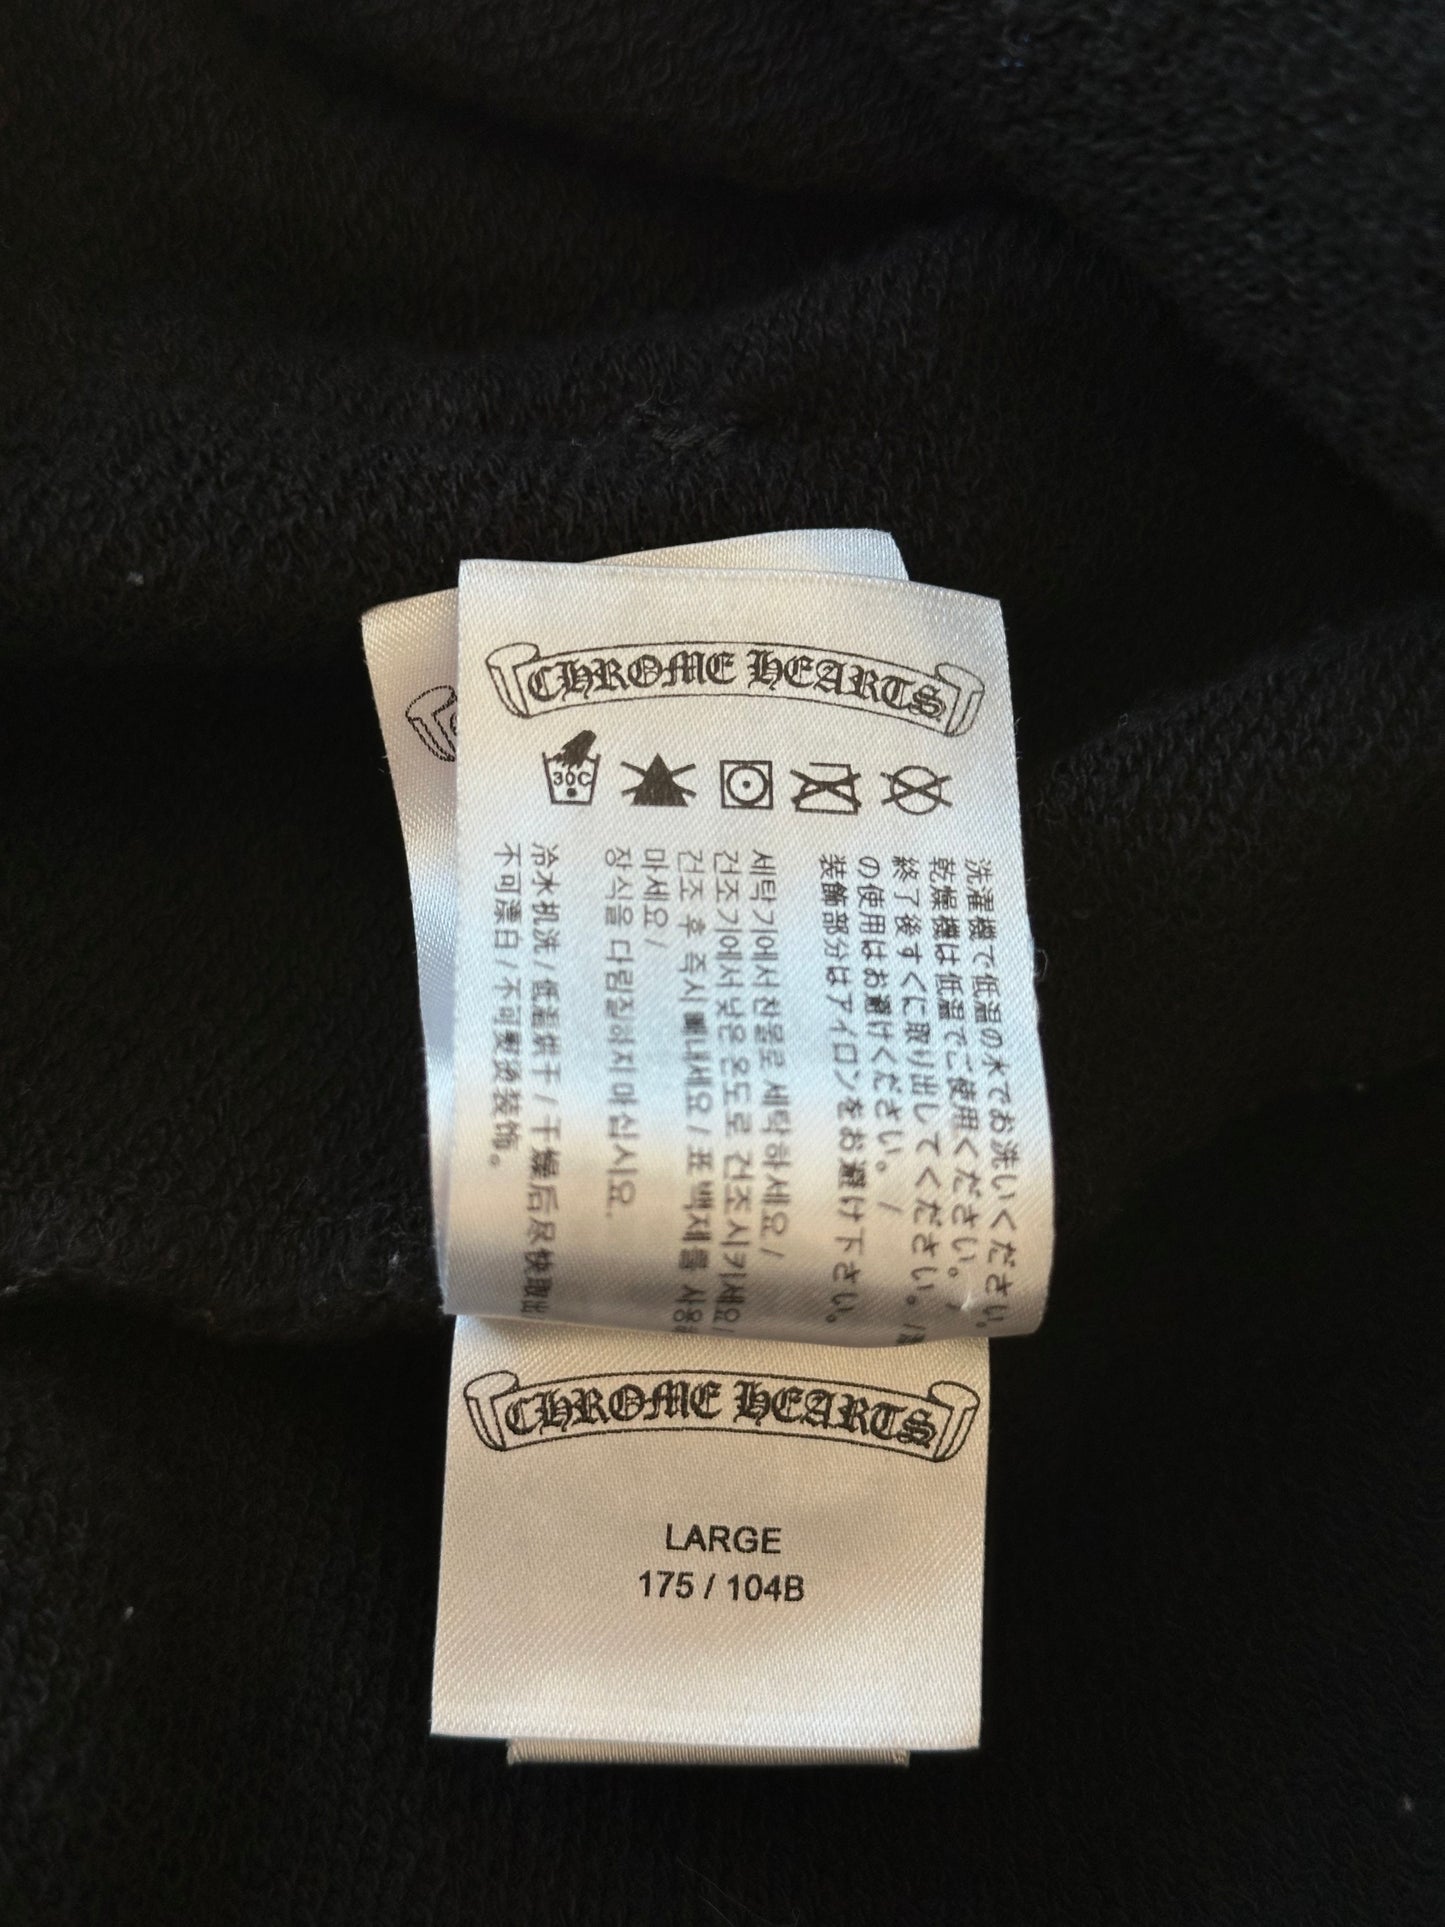 CHROME HEARTS
30C
洗濯機で低温の水でお洗いください。
乾燥機は低温でご使用ください。/
終了後すぐに取り出してください。/
の使用はお避けください。/
装飾部分はアイロンをお避け下さい。
세탁기에서 찬물로 세탁하세요 /
건조기에서 낮은 온도로 건조시키세요 /
건조 후 즉시 빼내세요 / 표백제를 사용하
마세요 /
장식을 다림질하지 마십시요.
冷水机洗 / 低温烘干 / 干燥后尽快取出
不可漂白 / 不可熨烫装饰。
CHROME HEARTS
LARGE
175 / 104B